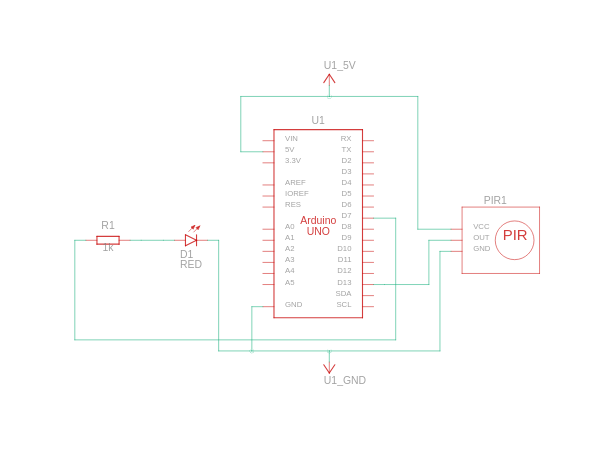 U1_5V
U1
VIN RX
5V TX
3.3V D2
D3
AREF D4
IOREF D5
RES D6
D7
A0 D8
A1 D9
A2 D10
A3 D11
A4 D12
A5 D13
SDA
GND SCL
Arduino
UNO
R1
1k
D1
RED
PIR1
VCC
OUT
GND
PIR
U1_GND